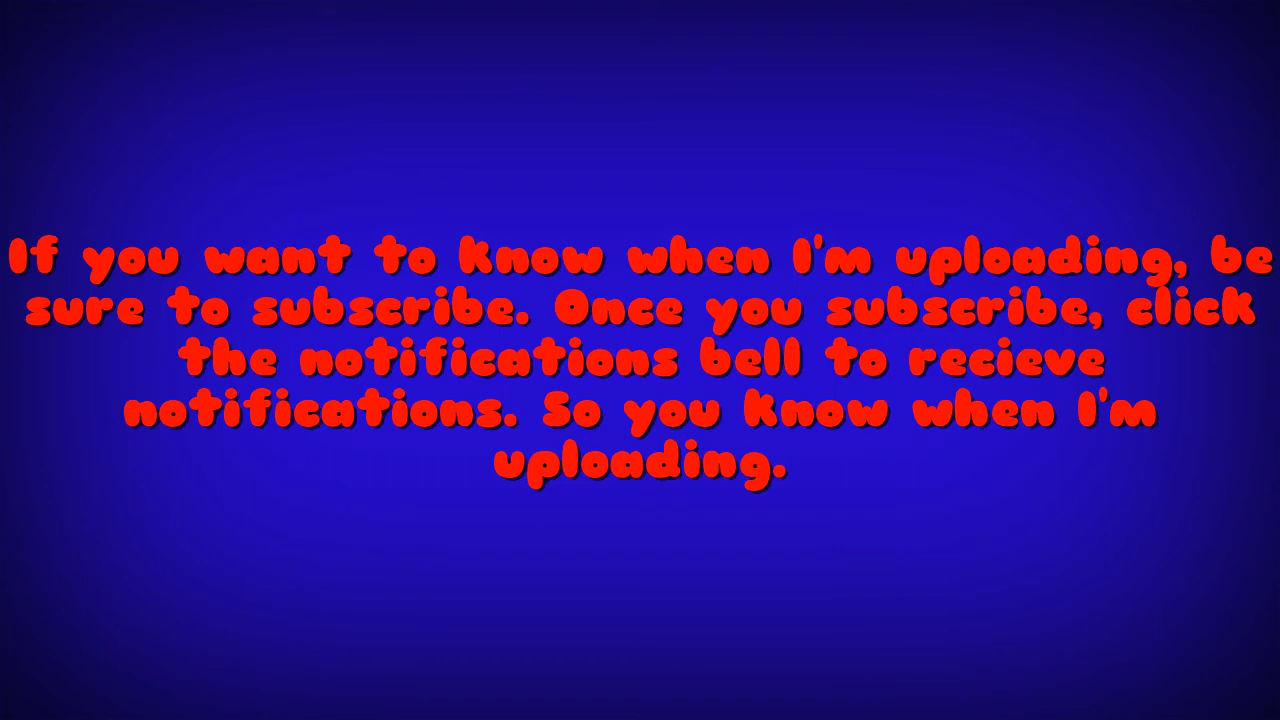 If you want to know when I'm uploading, be
sure to subscribe. Once you subscribe, click
the notifications bell to recieve
notifications. So you know when I'm
uploading.